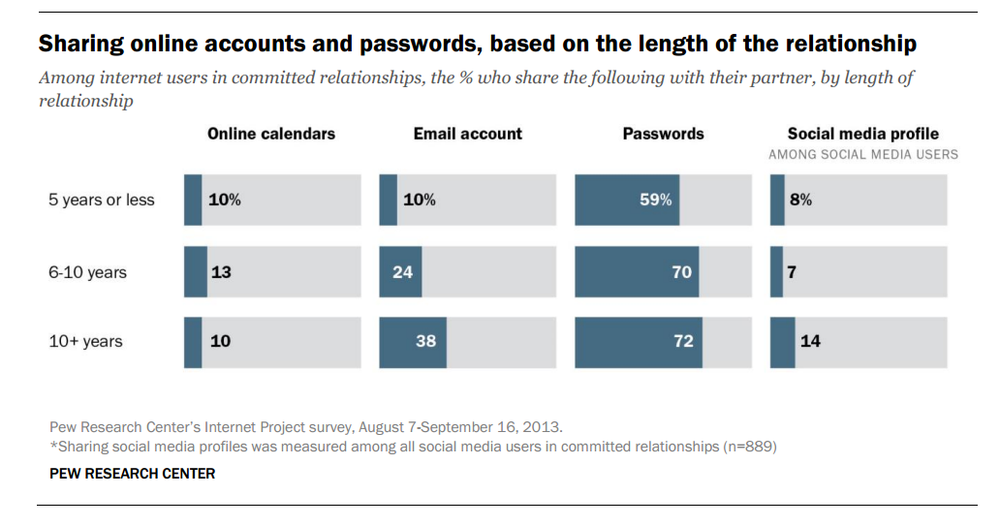 Sharing online accounts and passwords, based on the length of the relationship
Among internet users in committed relationships, the % who share the following with their partner, by length of
relationship
Online calendars Email account Passwords Social media profile
AMONG SOCIAL MEDIA USERS
5 years or less 10% 10% 59% 8%
6-10 years 13 24 70 7
10+ years 10 38 72 14
Pew Research Center's Internet Project survey, August 7-September 16, 2013.
*Sharing social media profiles was measured among all social media users in committed relationships (n=889)
PEW RESEARCH CENTER